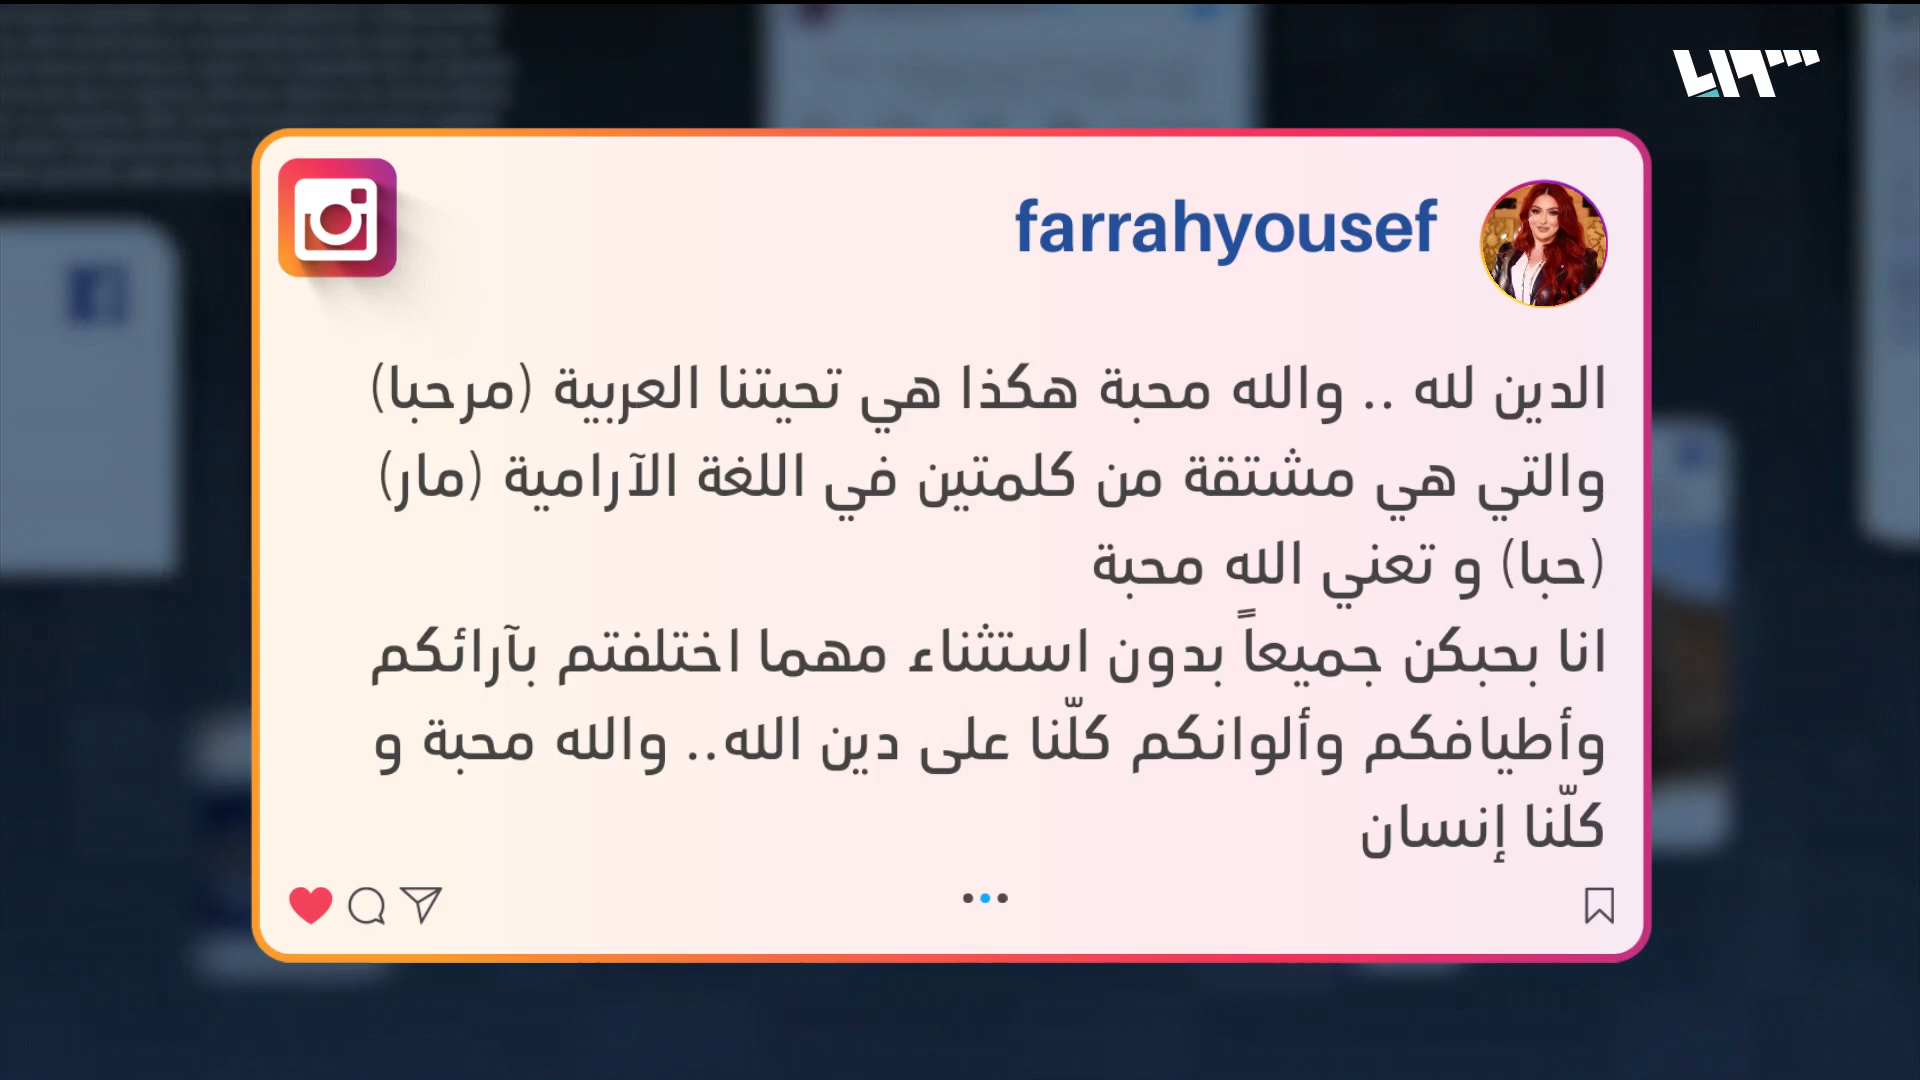 farrahyousef
الدين لله .. والله محبة هكذا هي تحيتنا العربية (مرحبا)
والتي هي مشتقة من كلمتين في اللغة الآرامية (مار)
(حبا) و تعني الله محبة
انا بحبكن جميعاً بدون استثناء مهما اختلفتم بآرائكم
وأطيافكم وألوانكم كلّنا على دين الله.. والله محبة و
كلّنا إنسان